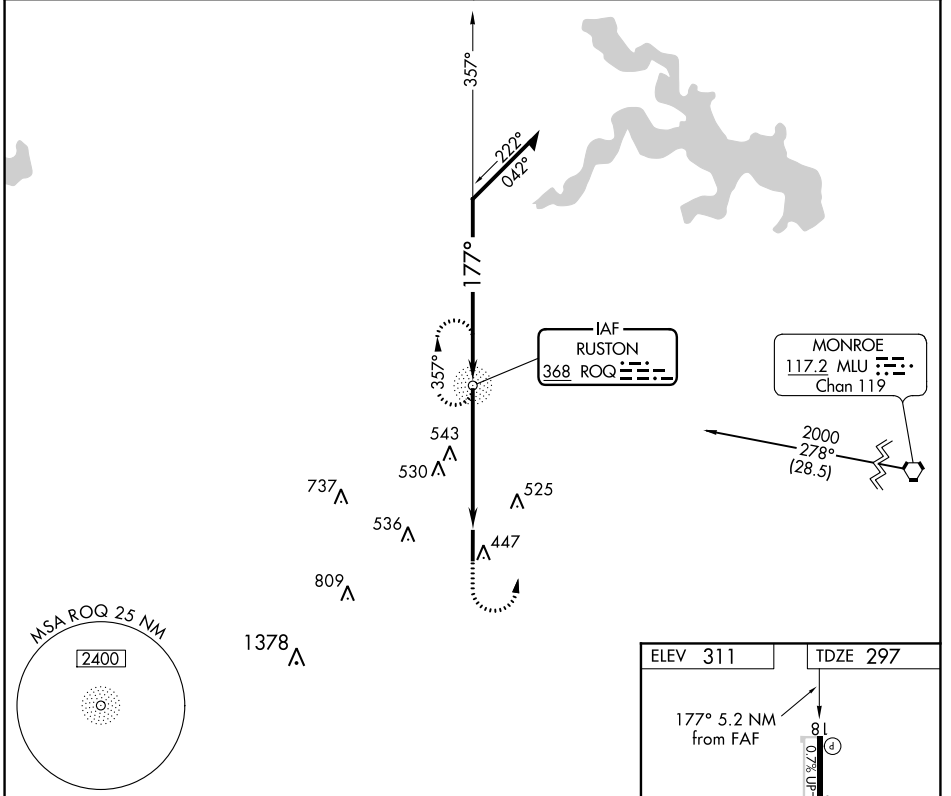 357°
222°
042°
177°
IAF
RUSTON
368 ROQ
MONROE
117.2 MLU
Chan 119
357°
2000
278°
(28.5)
543
530
737
525
536
447
809
1378
MSA ROQ 25 NM
2400
ELEV 311
TDZE 297
177° 5.2 NM
from FAF
18
P
0.7% UP